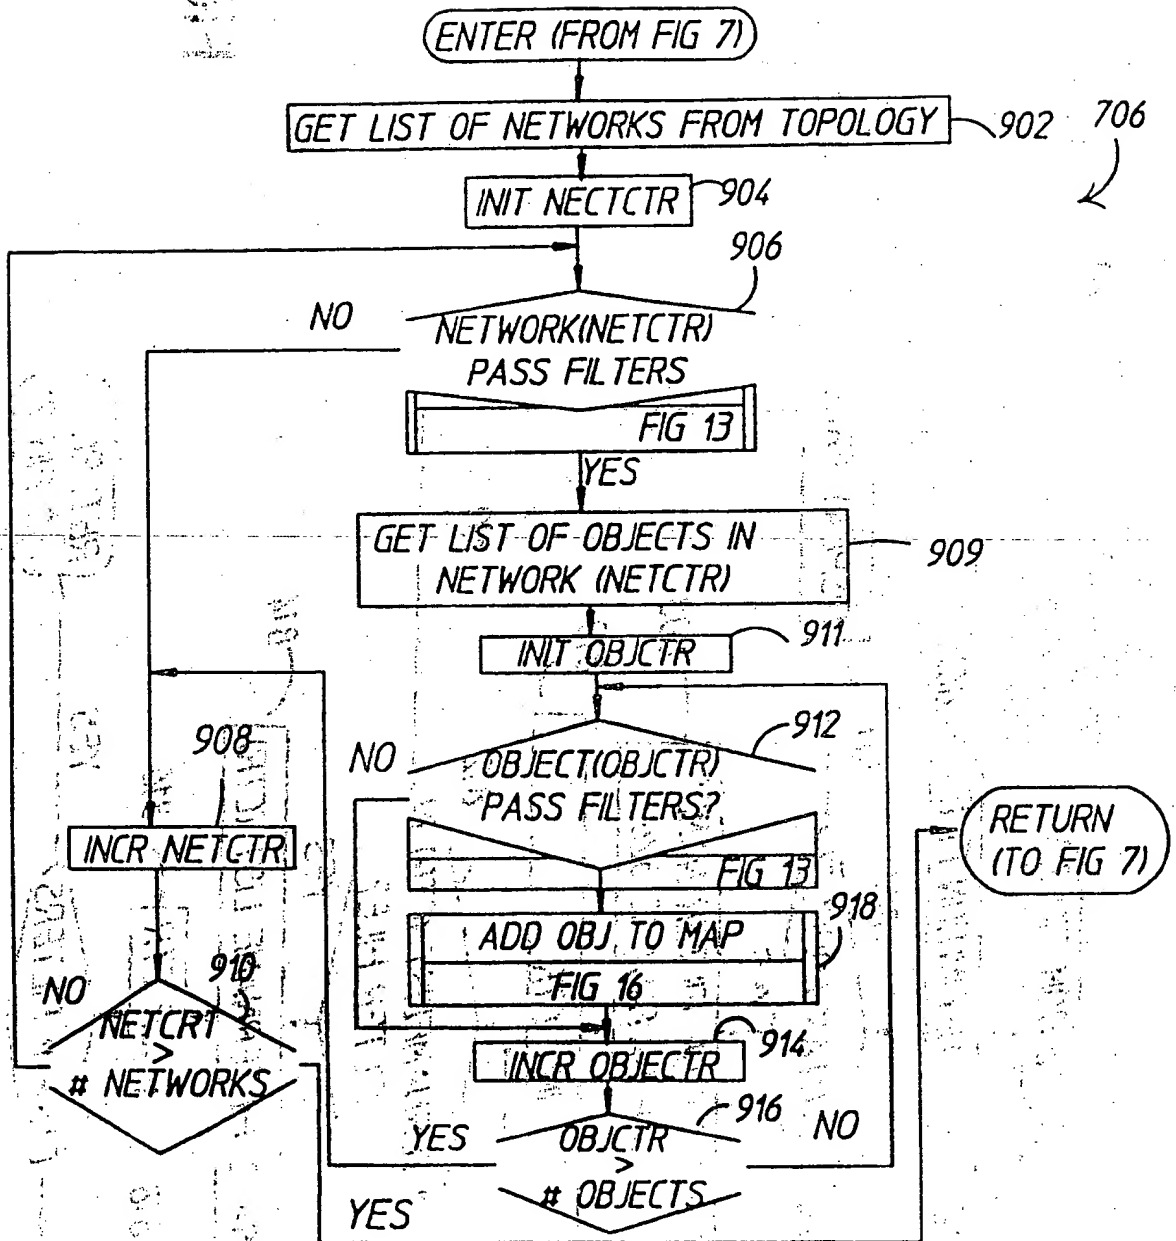 ENTER (FROM FIG 7)
GET LIST OF NETWORKS FROM TOPOLOGY
902
706
INIT NECTCTR
904
906
NO
NETWORK(NETCTR)
PASS FILTERS
FIG 13
YES
GET LIST OF OBJECTS IN
NETWORK (NETCTR)
909
INIT OBJCTR
911
912
NO
OBJECT(OBJCTR)
PASS FILTERS?
FIG 13
908
INCR NETCTR
RETURN
(TO FIG 7)
ADD OBJ TO MAP
FIG 16
918
910
NO
NETCRT
>
# NETWORKS
INCR OBJECTR
914
916
YES
OBJCTR
>
# OBJECTS
NO
YES